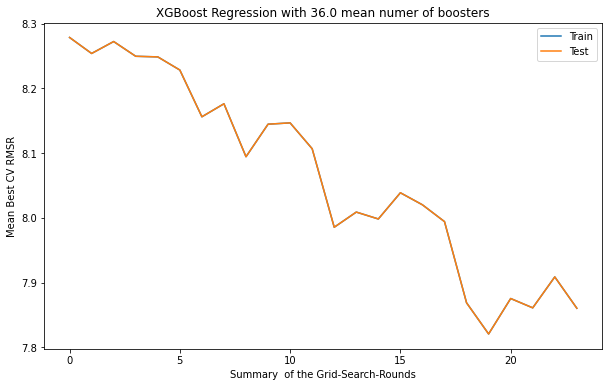 XGBoost Regression with 36.0 mean numer of boosters
Train
Test
Mean Best CV RMSR
8.3
8.2
8.1
8.0
7.9
7.8
0 5 10 15 20
Summary  of the Grid-Search-Rounds